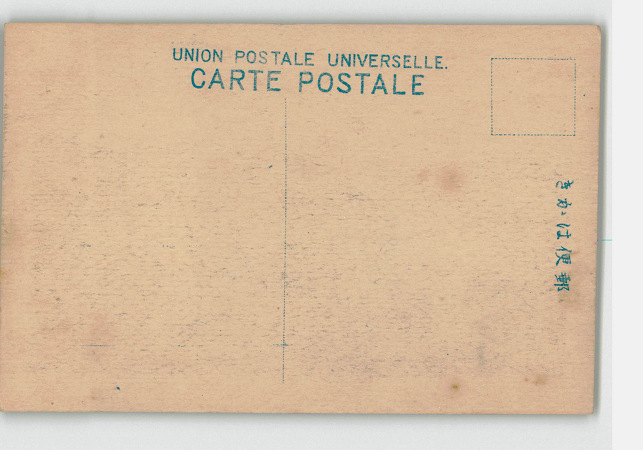 UNION POSTALE UNIVERSELLE.
CARTE POSTALE
きかは便郵